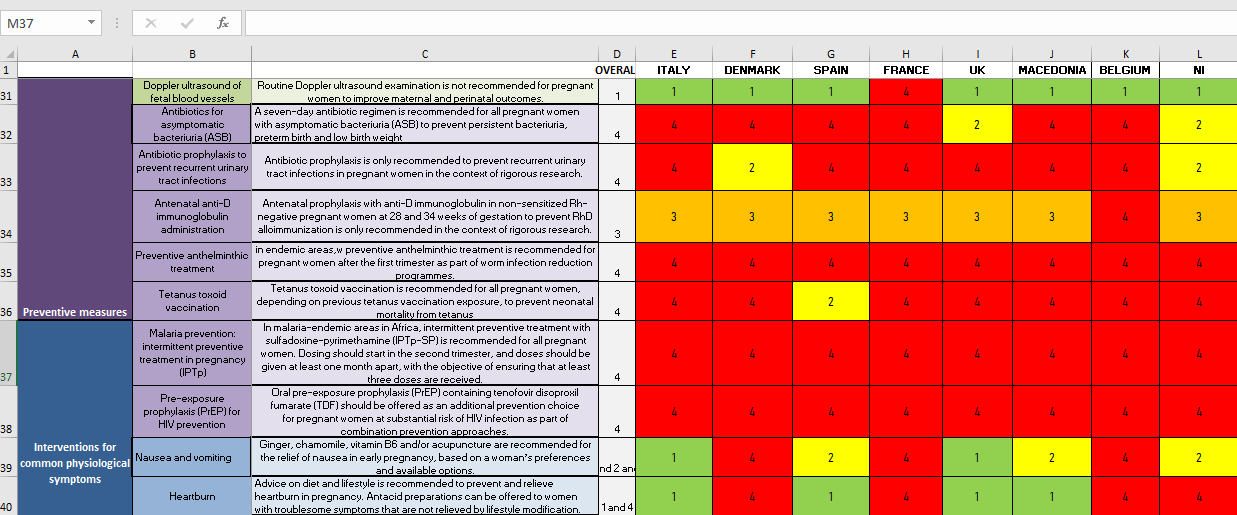 M37
fx
A B C D E F G H I J K L
1 OVERAL ITALY DENMARK SPAIN FRANCE UK MACEDONIA BELGIUM NI
31
Doppler ultrasound of
fetal blood vessels
Routine Doppler ultrasound examination is not recommended for pregnant
women to improve maternal and perinatal outcomes.
1 1 1 1 4 1 1 1 1
32
Antibiotics for
asymptomatic
bacteriuria (ASB)
A seven-day antibiotic regimen is recommended for all pregnant women
with asymptomatic bacteriuria (ASB) to prevent persistent bacteriuria,
preterm birth and low birth weight
4 4 4 4 4 2 4 4 2
33
Antibiotic prophylaxis to
prevent recurrent urinary
tract infections
Antibiotic prophylaxis is only recommended to prevent recurrent urinary
tract infections in pregnant women in the context of rigorous research.
4 4 2 4 4 4 4 4 2
34
Antenatal anti-D
immunoglobulin
administration
Antenatal prophylaxis with anti-D immunoglobulin in non-sensitized Rh-
negative pregnant women at 28 and 34 weeks of gestation to prevent RhD
alloimmunization is only recommended in the context of rigorous research.
3 3 3 3 3 3 3 4 3
35
Preventive anthelminthic
treatment
in endemic areas,w preventive anthelminthic treatment is recommended for
pregnant women after the first trimester as part of worm infection reduction
programmes.
4 4 4 4 4 4 4 4 4
36
Preventive measures
Tetanus toxoid
vaccination
Tetanus toxoid vaccination is recommended for all pregnant women,
depending on previous tetanus vaccination exposure, to prevent neonatal
mortality from tetanus
4 4 4 2 4 4 4 4 4
37
Malaria prevention:
intermittent preventive
treatment in pregnancy
(IPTp)
In malaria-endemic areas in Africa, intermittent preventive treatment with
sulfadoxine-pyrimethamine (IPTp-SP) is recommended for all pregnant
women. Dosing should start in the second trimester, and doses should be
given at least one month apart, with the objective of ensuring that at least
three doses are received.
4 4 4 4 4 4 4 4 4
38
Pre-exposure
prophylaxis (PrEP) for
HIV prevention
Oral pre-exposure prophylaxis (PrEP) containing tenofovir disoproxil
fumarate (TDF) should be offered as an additional prevention choice
for pregnant women at substantial risk of HIV infection as part of
combination prevention approaches.
4 4 4 4 4 4 4 4 4
39
Interventions for
common physiological
symptoms
Nausea and vomiting
Ginger, chamomile, vitamin B6 and/or acupuncture are recommended for
the relief of nausea in early pregnancy, based on a woman's preferences
and available options.
nd 2 and 1 4 2 4 1 2 4 2
40
Heartburn
Advice on diet and lifestyle is recommended to prevent and relieve
heartburn in pregnancy. Antacid preparations can be offered to women
with troublesome symptoms that are not relieved by lifestyle modification.
1 and 4 1 4 1 4 1 1 4 4